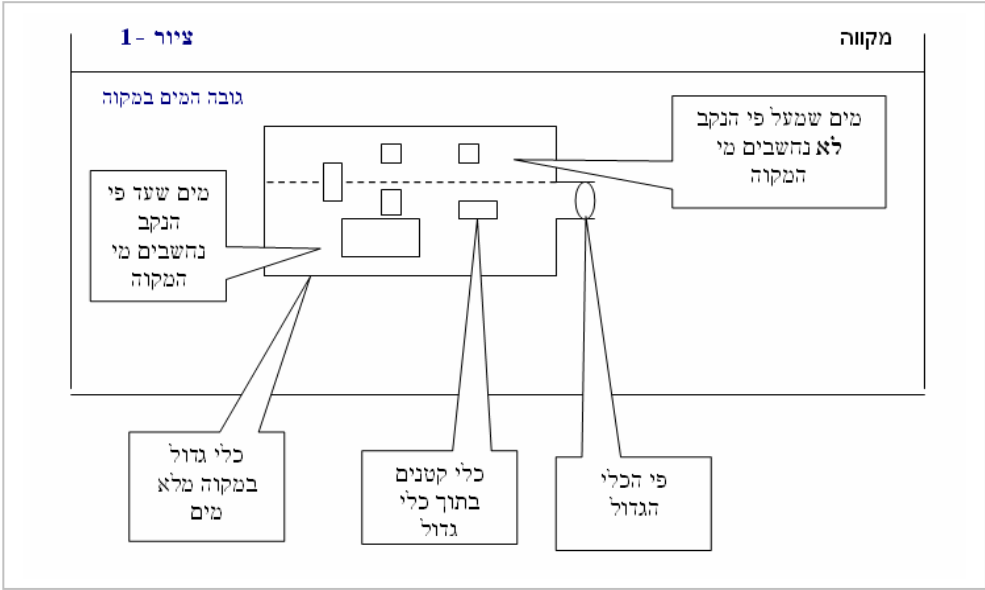 מקווה
ציור -1
גובה המים במקוה
מים שמעל פי הנקב
לא נחשבים מי
המקוה
מים שעד פי
הנקב
נחשבים מי
המקוה
כלי גדול
במקוה מלא
מים
כלי קטנים
בתוך כלי
גדול
פי הכלי
הגדול